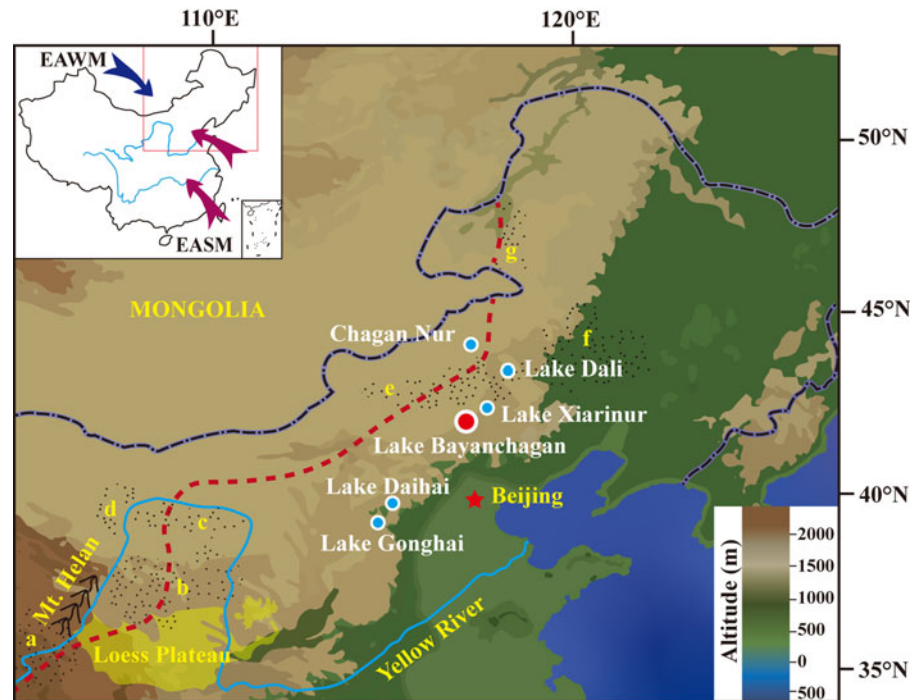 110°E
120°E
EAWM
EASM
50°N
45°N
40°N
35°N
MONGOLIA
g
Chagan Nur
f
Lake Dali
e
Lake Xiarinur
Lake Bayanchagan
Lake Daihai
Beijing
d
c
Lake Gonghai
Mt. Helan
b
a
Loess Plateau
Yellow River
Altitude (m)
2000
1500
1000
500
0
-500